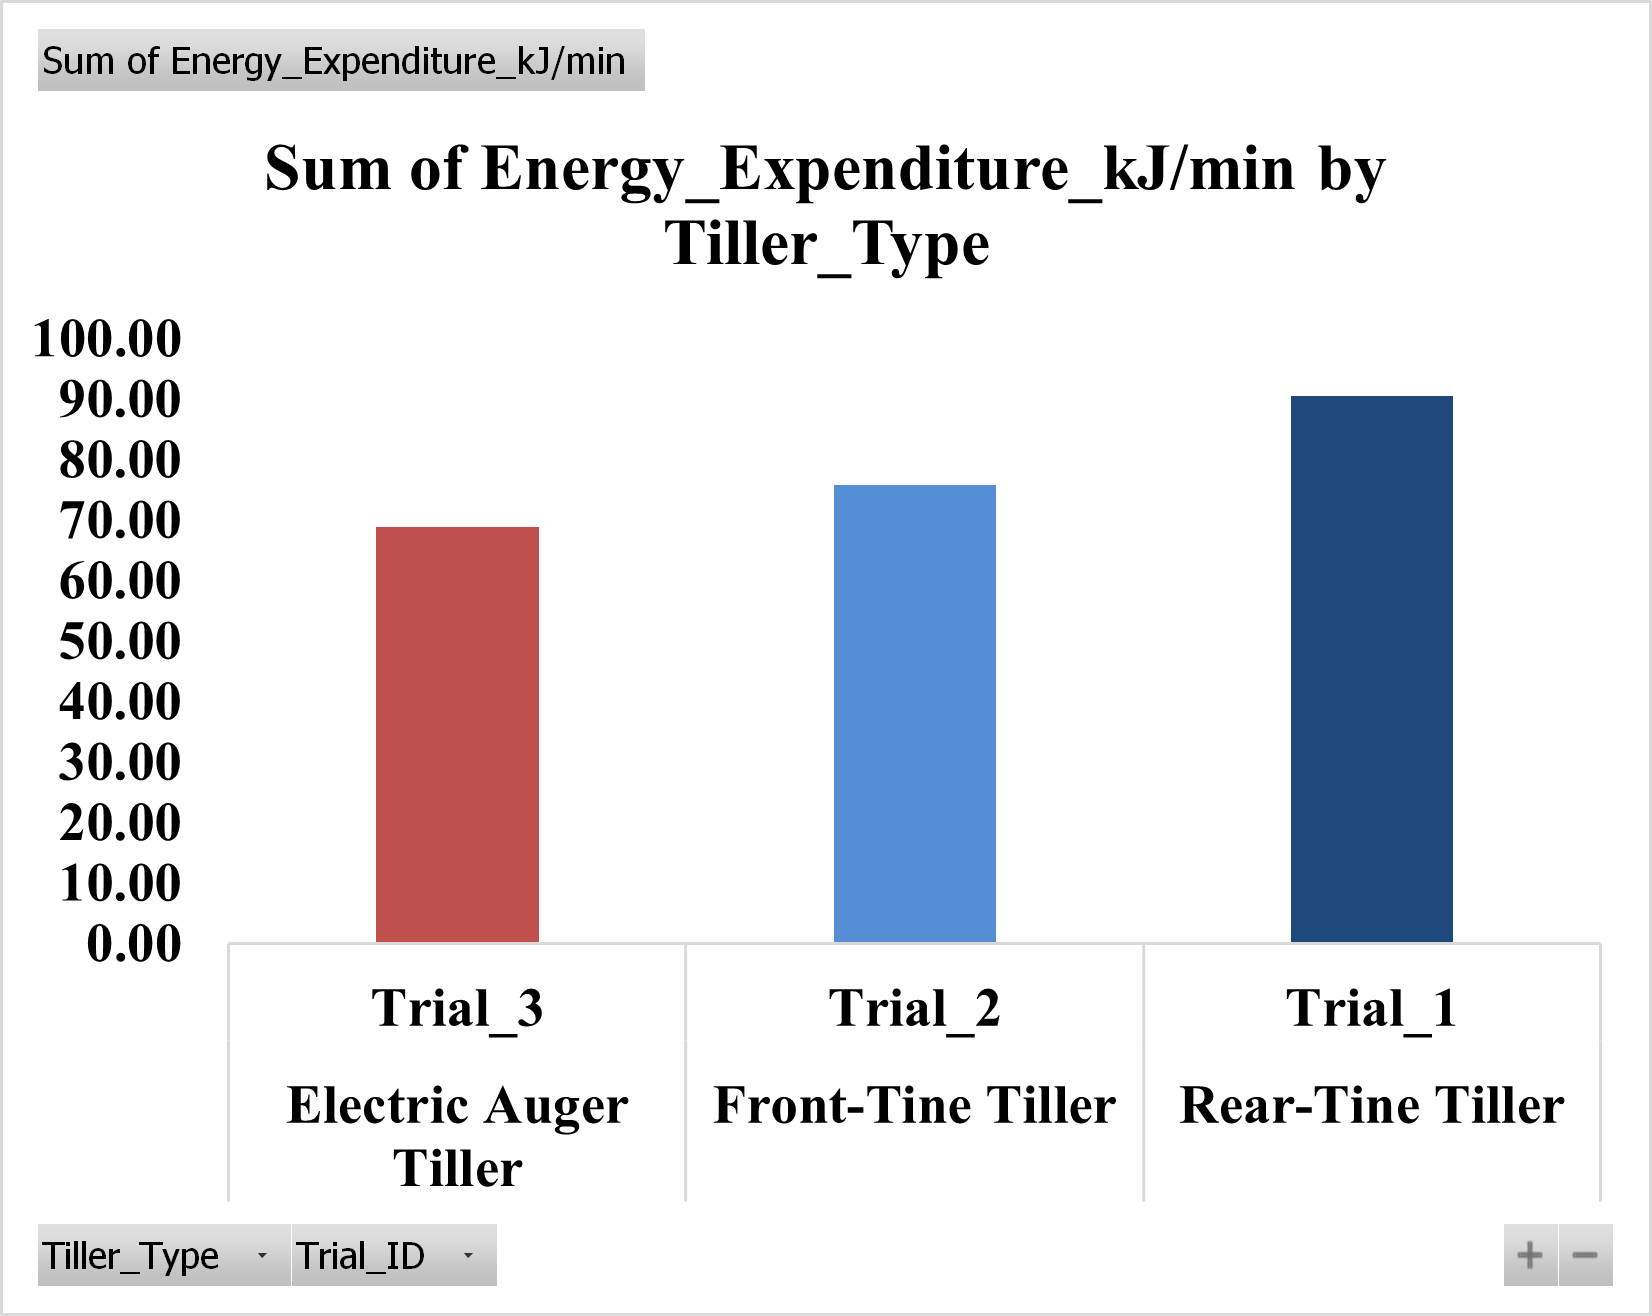 Sum of Energy_Expenditure_kJ/min
Sum of Energy_Expenditure_kJ/min by
Tiller_Type
100.00
90.00
80.00
70.00
60.00
50.00
40.00
30.00
20.00
10.00
0.00
Trial_3
Trial_2
Trial_1
Electric Auger
Tiller
Front-Tine Tiller
Rear-Tine Tiller
Tiller_Type
Trial_ID
+
−